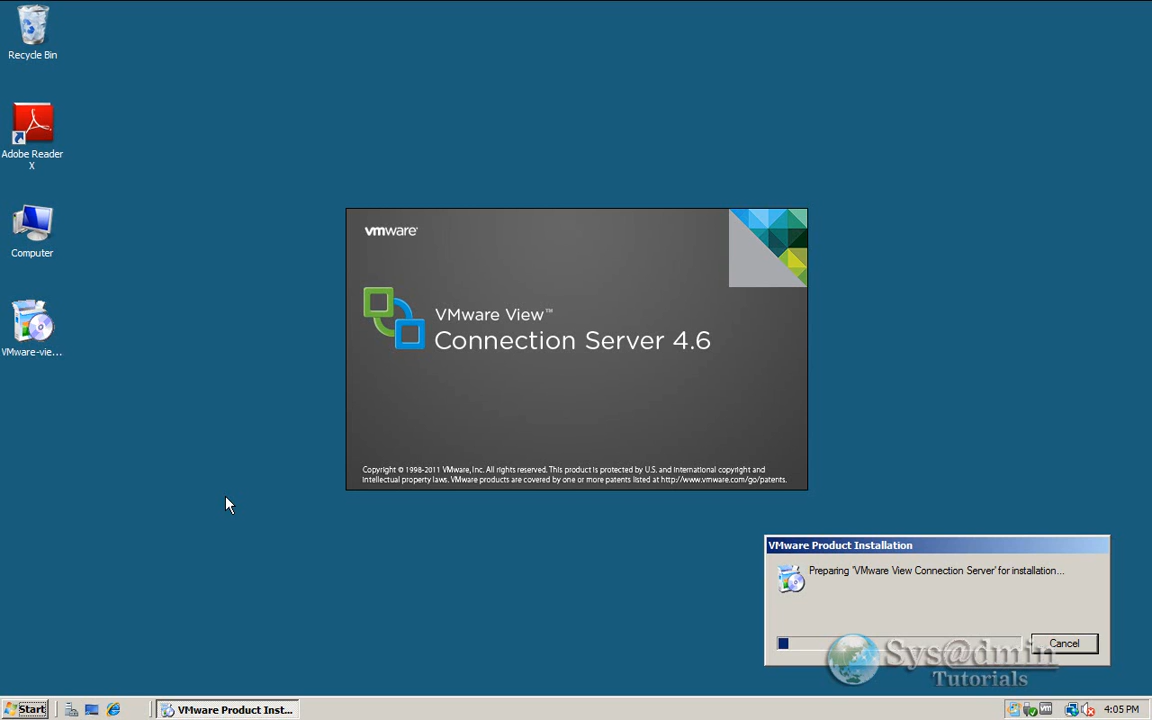 Recycle Bin
Adobe Reader
X
Computer
VMware-vie...
vmware
VMware View™
Connection Server 4.6
Copyright © 1998-2011 VMware, Inc. All rights reserved. This product is protected by U.S. and international copyright and
intellectual property laws. VMware products are covered by one or more patents listed at http://www.vmware.com/go/patents.
VMware Product Installation
Preparing 'VMware View Connection Server' for installation...
Cancel
Sys@dmin
Tutorials
Start
VMware Product Inst...
vm
4:05 PM